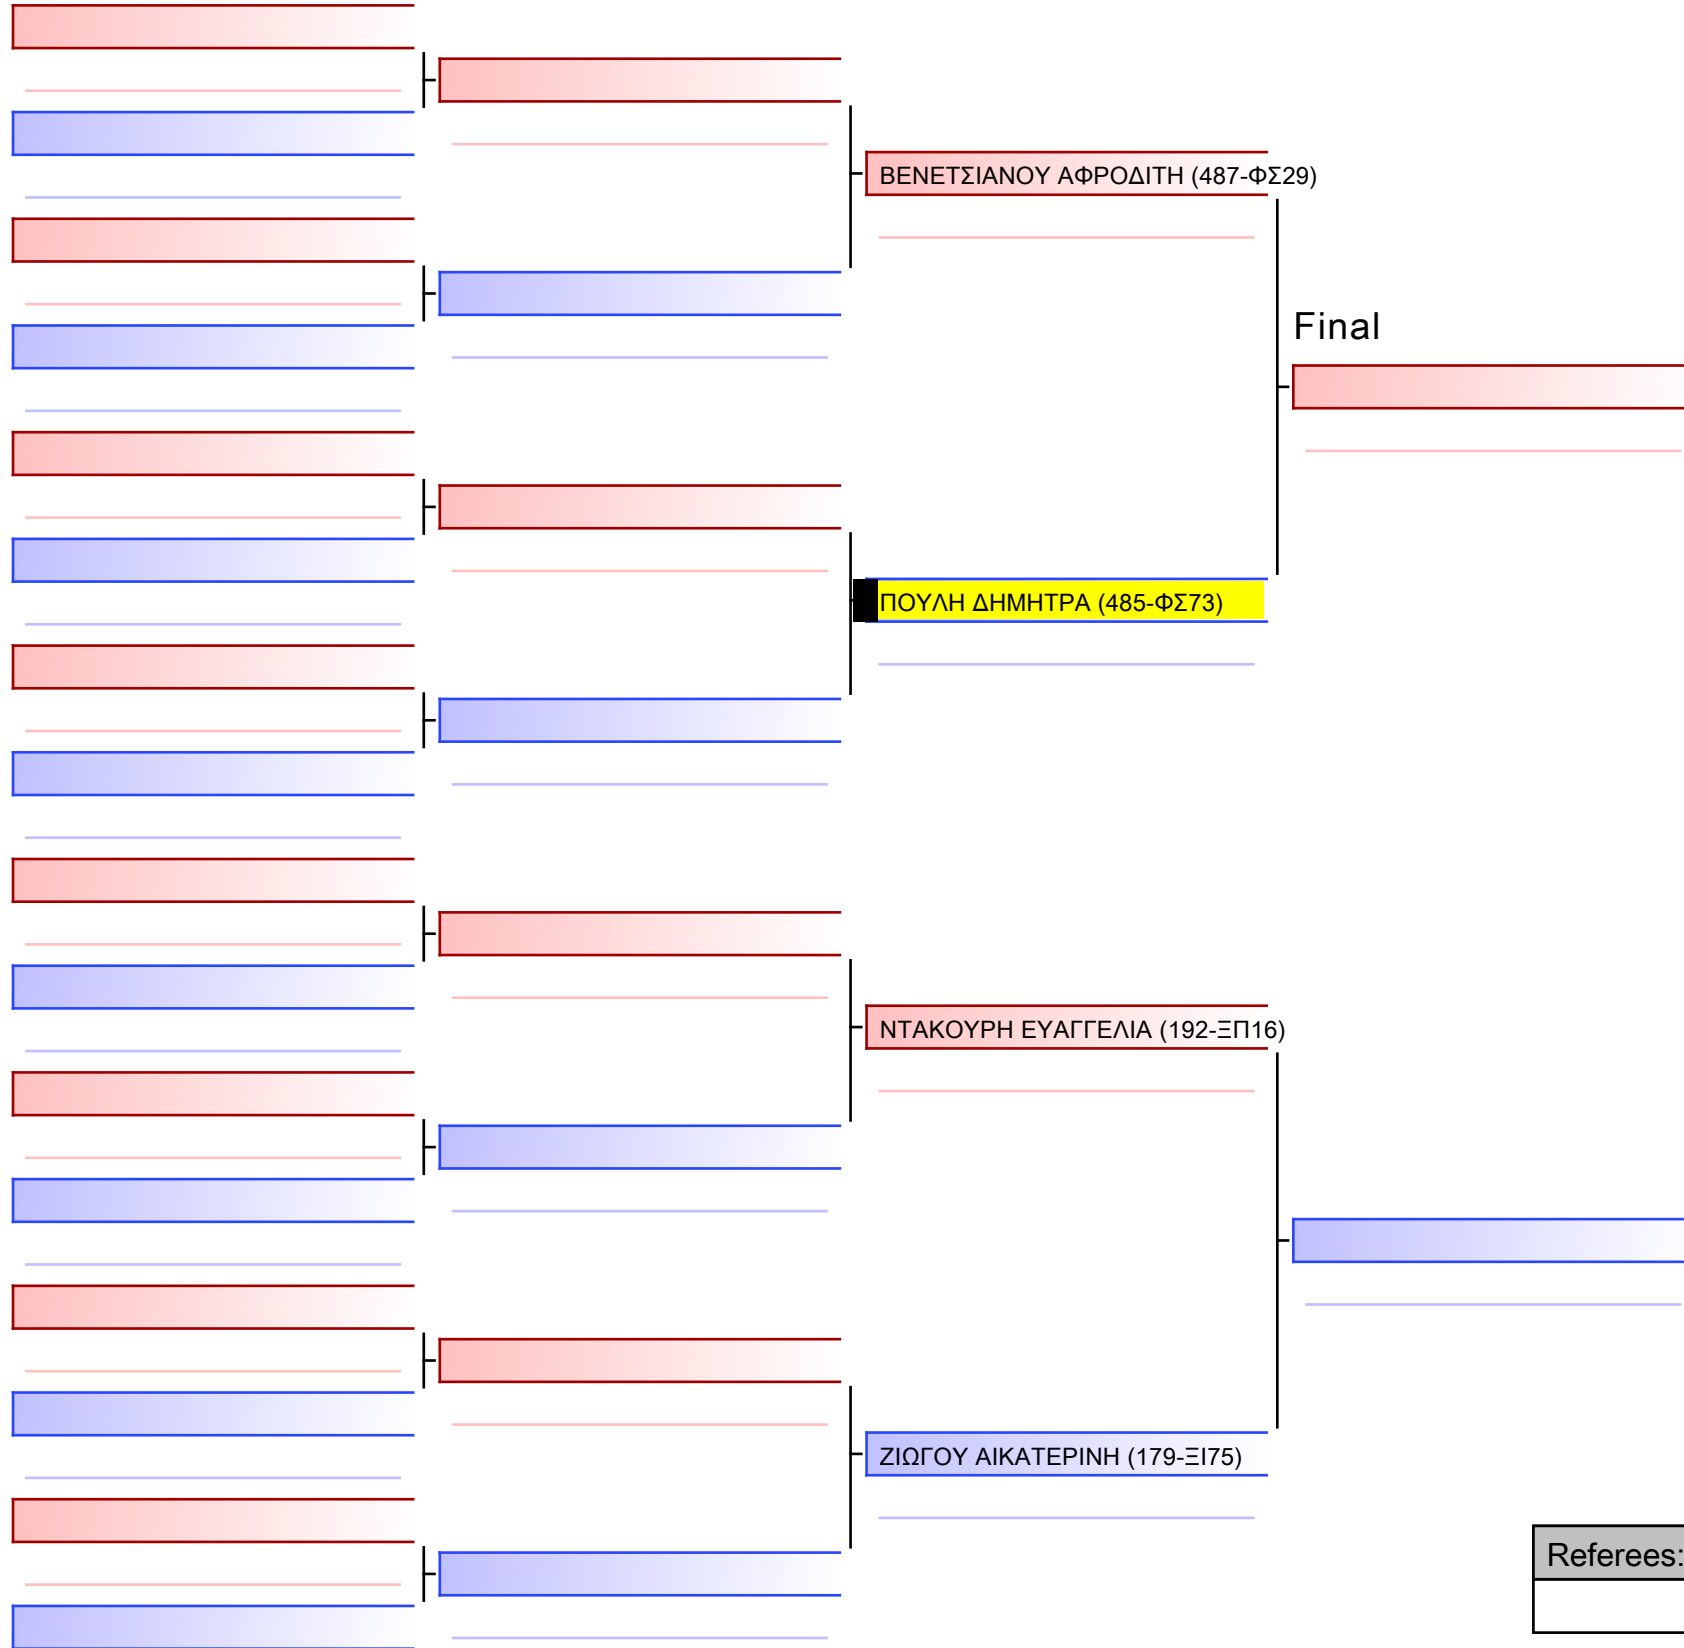 ΒΕΝΕΤΣΙΑΝΟΥ ΑΦΡΟΔΙΤΗ (487-ΦΣ29)
Final
ΠΟΥΛΗ ΔΗΜΗΤΡΑ (485-ΦΣ73)
ΝΤΑΚΟΥΡΗ ΕΥΑΓΓΕΛΙΑ (192-ΞΠ16)
ΖΙΩΓΟΥ ΑΙΚΑΤΕΡΙΝΗ (179-ΞΙ75)
Referees: